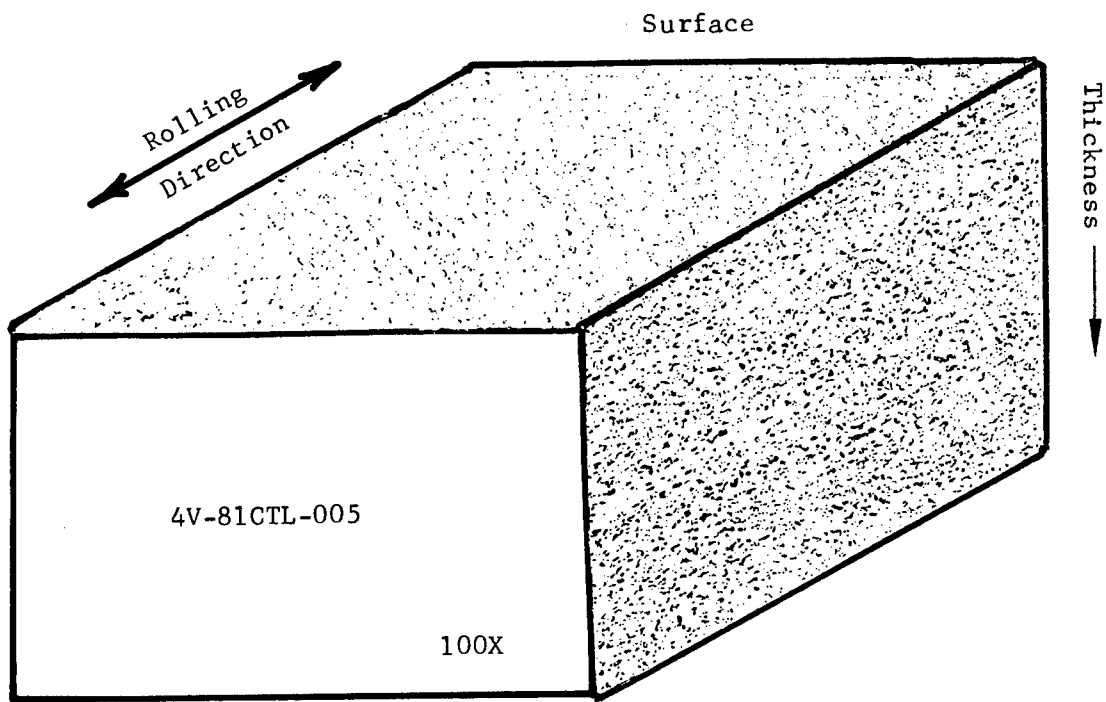 Surface
Rolling
Direction
Thickness
4V-81CTL-005
100X